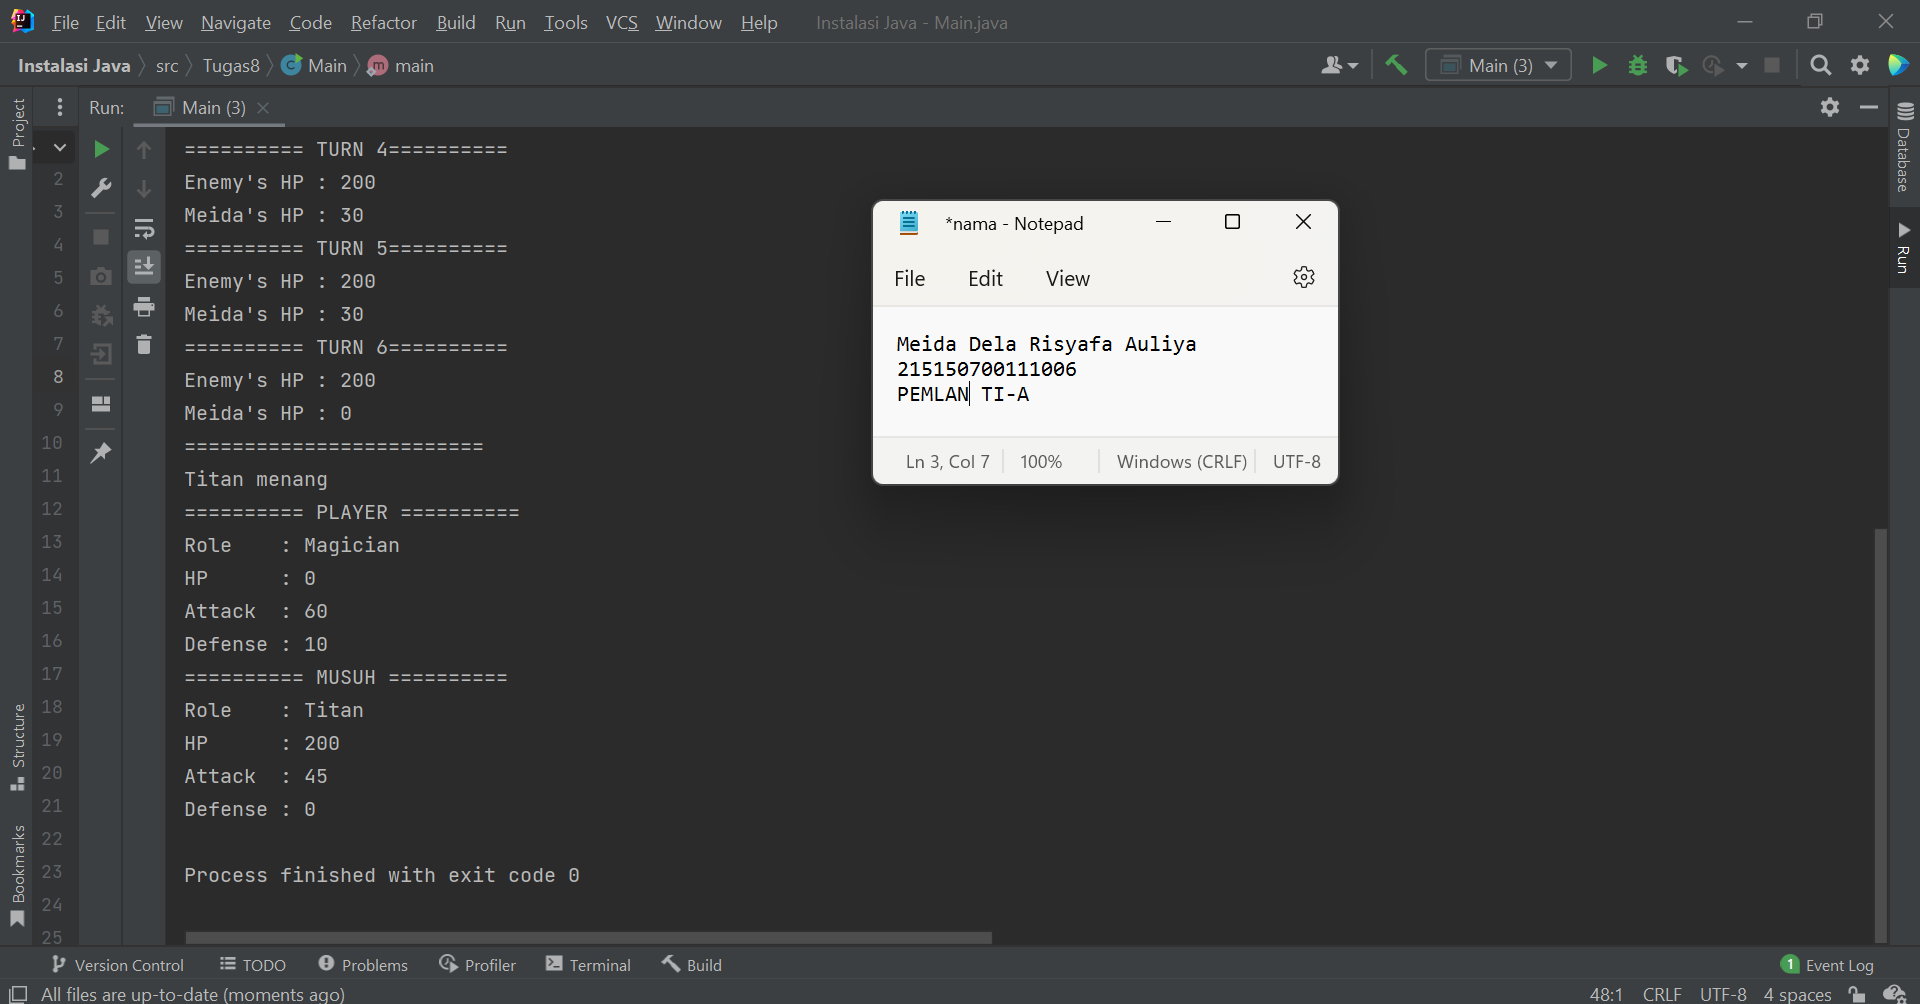 File Edit View Navigate Code Refactor Build Run Tools VCS Window Help Instalasi Java - Main.java
Instalasi Java src Tugas8 Main main
Main (3)
Run: Main (3)
Project
Structure
Bookmarks
Database
Run
2
3
4
5
6
7
8
9
10
11
12
13
14
15
16
17
18
19
20
21
22
23
24
25
========== TURN 4==========
Enemy's HP : 200
Meida's HP : 30
========== TURN 5==========
Enemy's HP : 200
Meida's HP : 30
========== TURN 6==========
Enemy's HP : 200
Meida's HP : 0
=========================
Titan menang
========== PLAYER ==========
Role    : Magician
HP      : 0
Attack  : 60
Defense : 10
========== MUSUH ==========
Role    : Titan
HP      : 200
Attack  : 45
Defense : 0
Process finished with exit code 0
*nama - Notepad
File Edit View
Meida Dela Risyafa Auliya
215150700111006
PEMLAN TI-A
Ln 3, Col 7 100% Windows (CRLF) UTF-8
Version Control TODO Problems Profiler Terminal Build 1 Event Log
All files are up-to-date (moments ago) 48:1 CRLF UTF-8 4 spaces